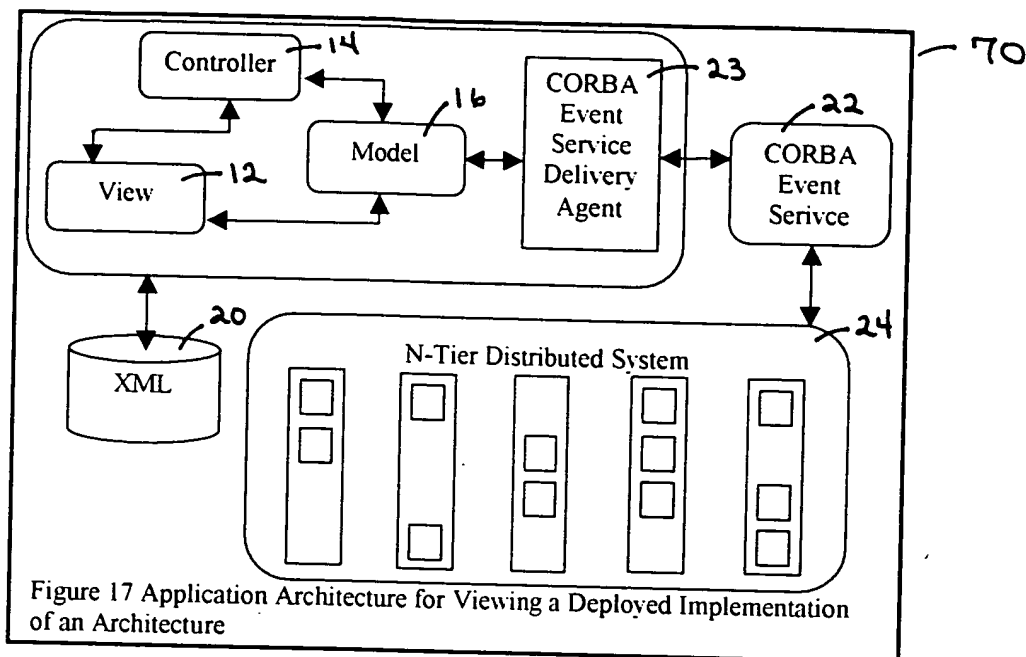 Controller
14
70
23
CORBA
Event
Service
Delivery
Agent
16
Model
22
CORBA
Event
Serivce
View
12
20
XML
24
N-Tier Distributed System
Figure 17 Application Architecture for Viewing a Deployed Implementation
of an Architecture